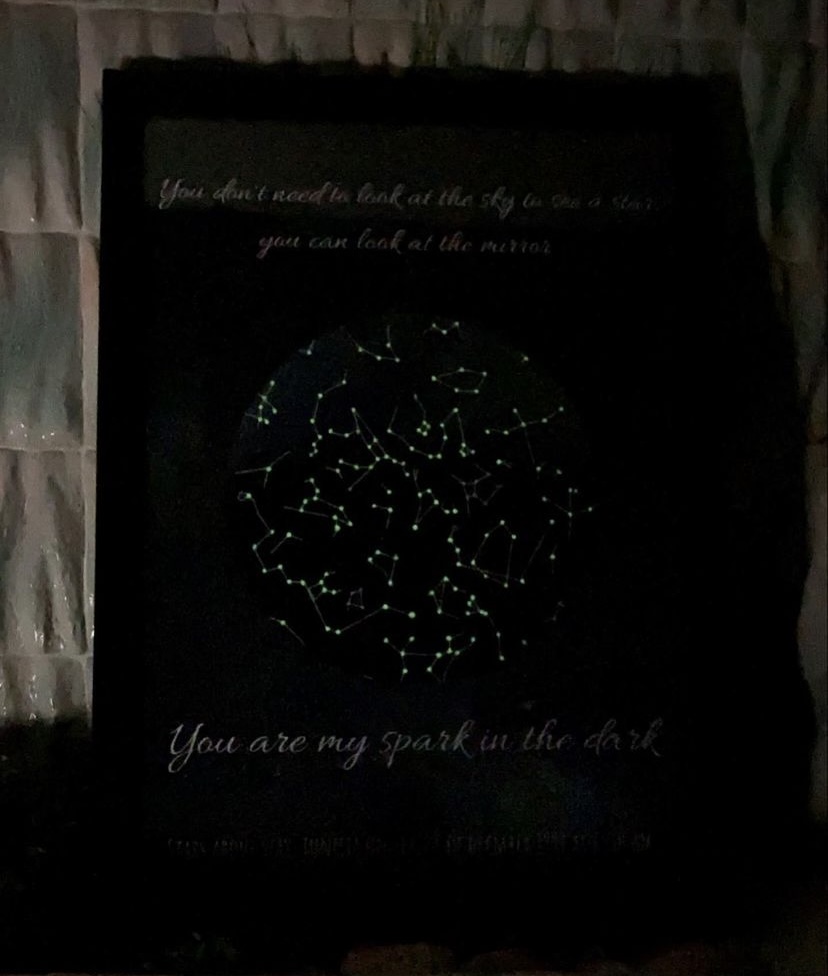 You don't need to look at the sky to see a star.
you can look at the mirror
You are my spark in the dark